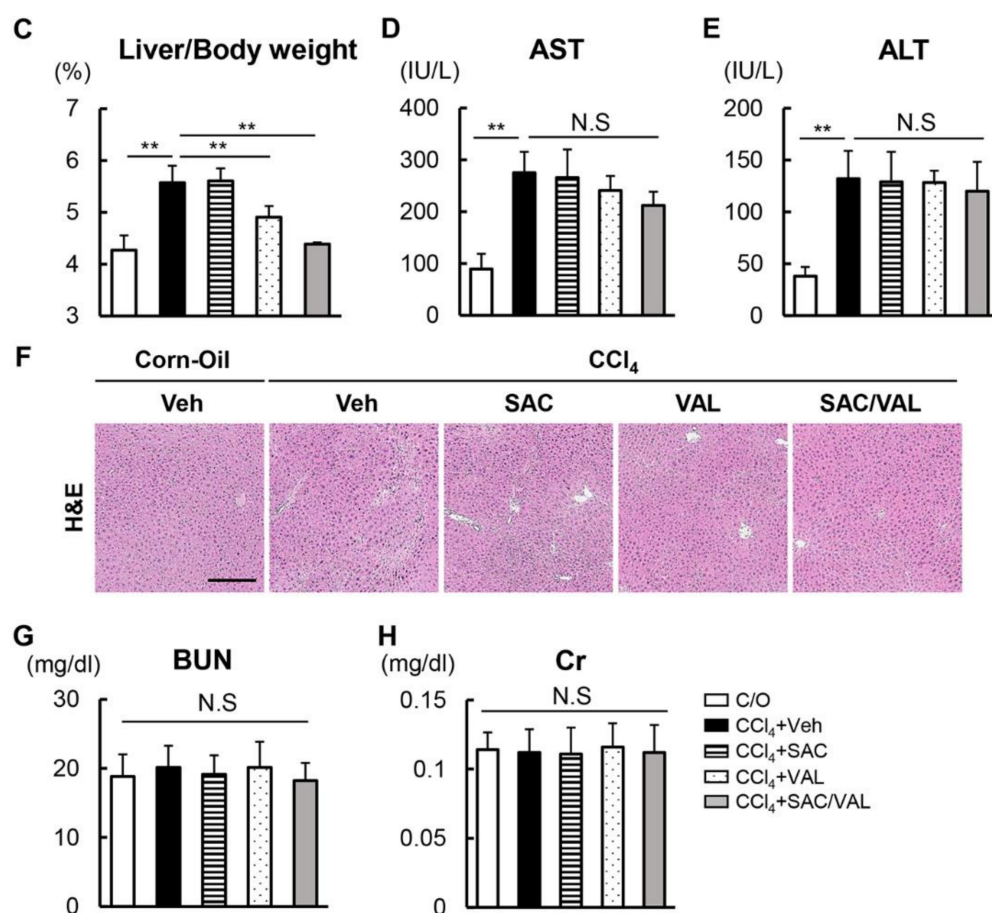 C
Liver/Body weight
(%)
7
6
5
4
3
**
**
**
D
AST
(IU/L)
400
300
200
100
0
**
N.S
E
ALT
(IU/L)
200
150
100
50
0
**
N.S
F
Corn-Oil
CCl₄
Veh
Veh
SAC
VAL
SAC/VAL
H&E
G
BUN
(mg/dl)
30
20
10
0
N.S
H
Cr
(mg/dl)
0.15
0.1
0.05
0
N.S
C/O
CCl₄+Veh
CCl₄+SAC
CCl₄+VAL
CCl₄+SAC/VAL